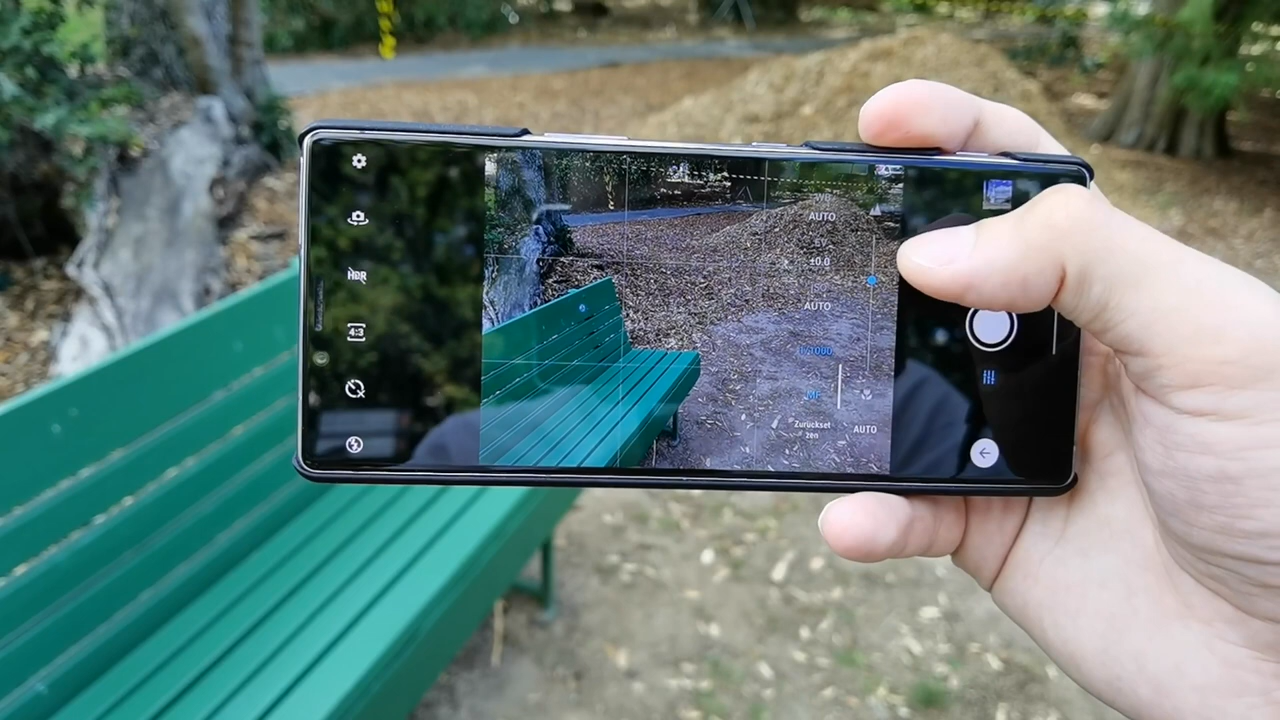 HDR
4:3
WB
AUTO
EV
±0.0
ISO
AUTO
1/1000
MF
Zurückset
zen
AUTO